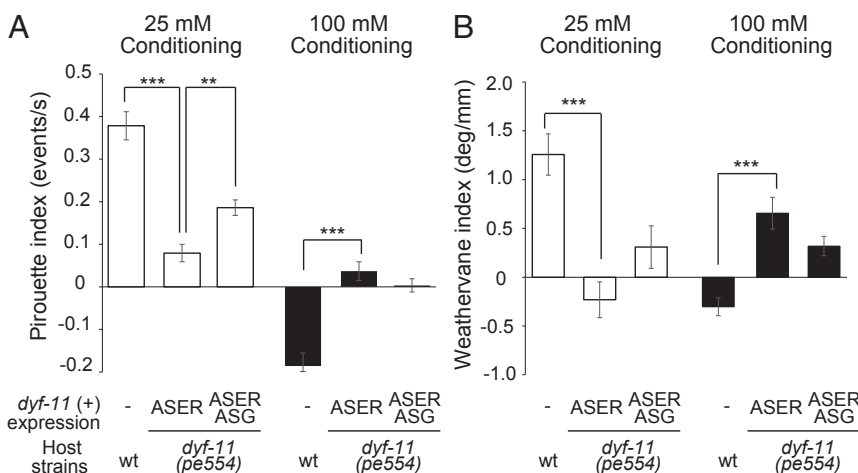 A
25 mM
Conditioning
100 mM
Conditioning
Pirouette index (events/s)
0.5
0.4
0.3
0.2
0.1
0
-0.1
-0.2
***
**
***
dyf-11 (+)
expression
- ASER ASER
ASG
- ASER ASER
ASG
Host
strains
wt
dyf-11
(pe554)
wt
dyf-11
(pe554)
B
25 mM
Conditioning
100 mM
Conditioning
Weathervane index (deg/mm)
2.0
1.5
1.0
0.5
0
-0.5
-1.0
***
***
- ASER ASER
ASG
- ASER ASER
ASG
wt
dyf-11
(pe554)
wt
dyf-11
(pe554)